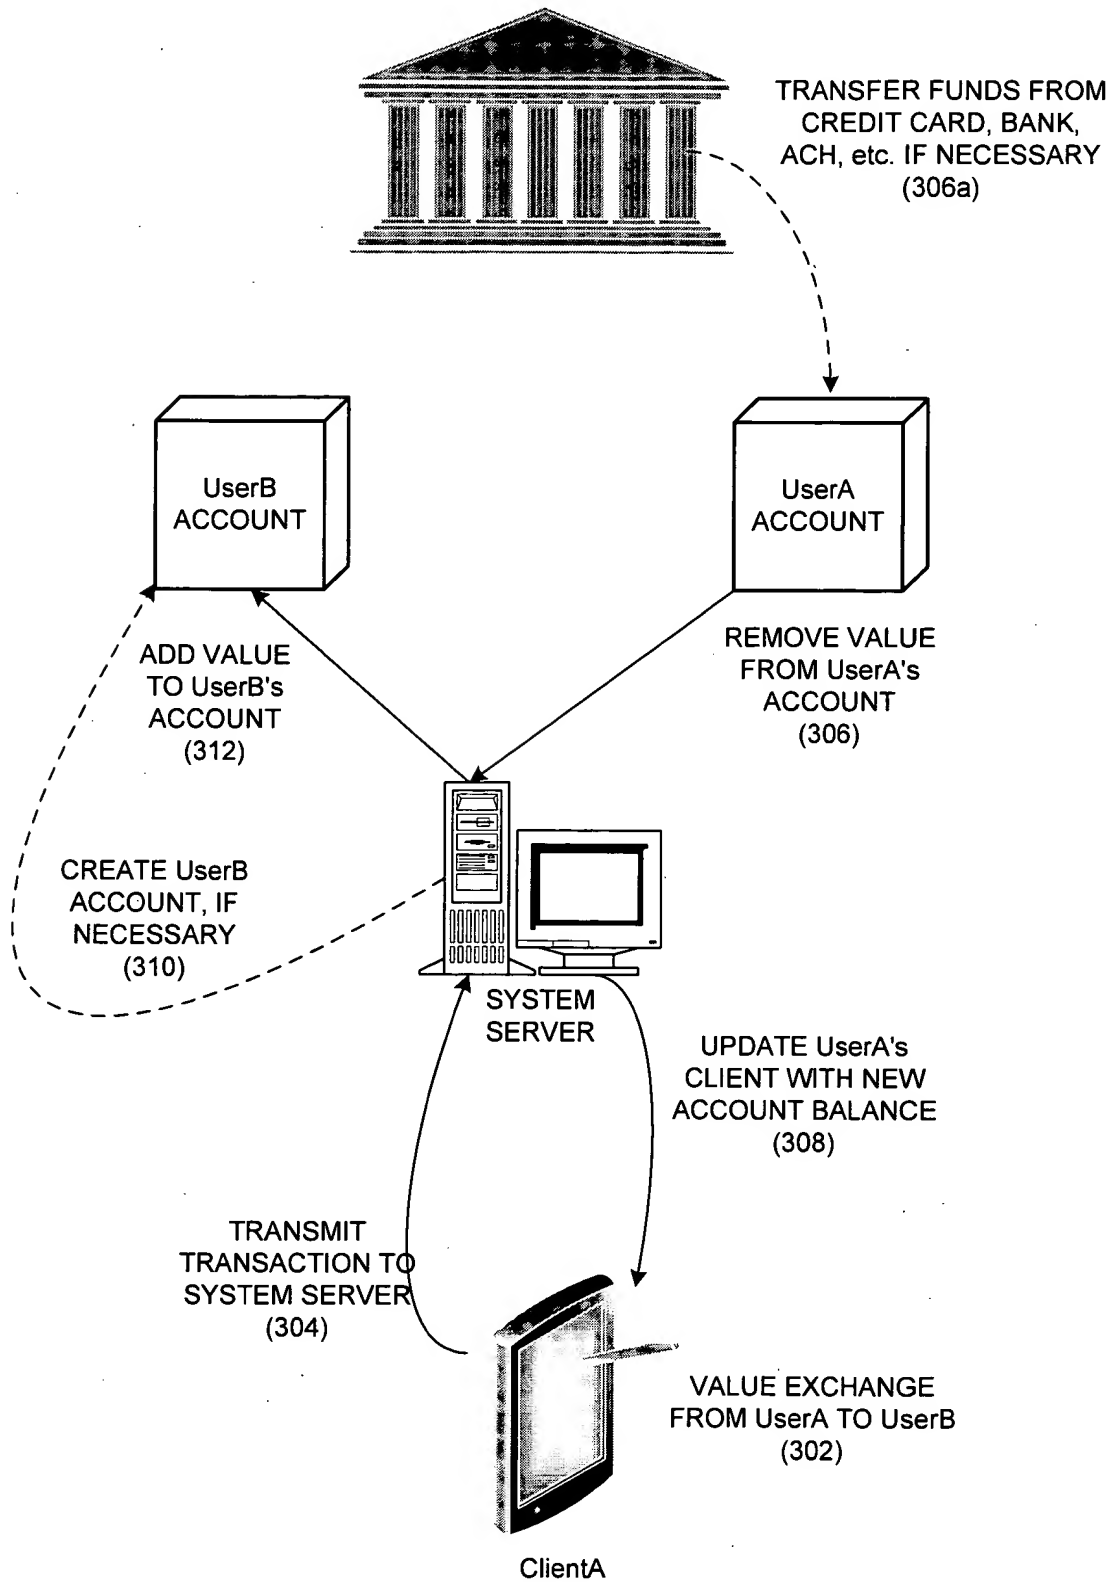 TRANSFER FUNDS FROM
CREDIT CARD, BANK,
ACH, etc. IF NECESSARY
(306a)
UserB
ACCOUNT
UserA
ACCOUNT
ADD VALUE
TO UserB's
ACCOUNT
(312)
REMOVE VALUE
FROM UserA's
ACCOUNT
(306)
CREATE UserB
ACCOUNT, IF
NECESSARY
(310)
SYSTEM
SERVER
UPDATE UserA's
CLIENT WITH NEW
ACCOUNT BALANCE
(308)
TRANSMIT
TRANSACTION TO
SYSTEM SERVER
(304)
VALUE EXCHANGE
FROM UserA TO UserB
(302)
ClientA